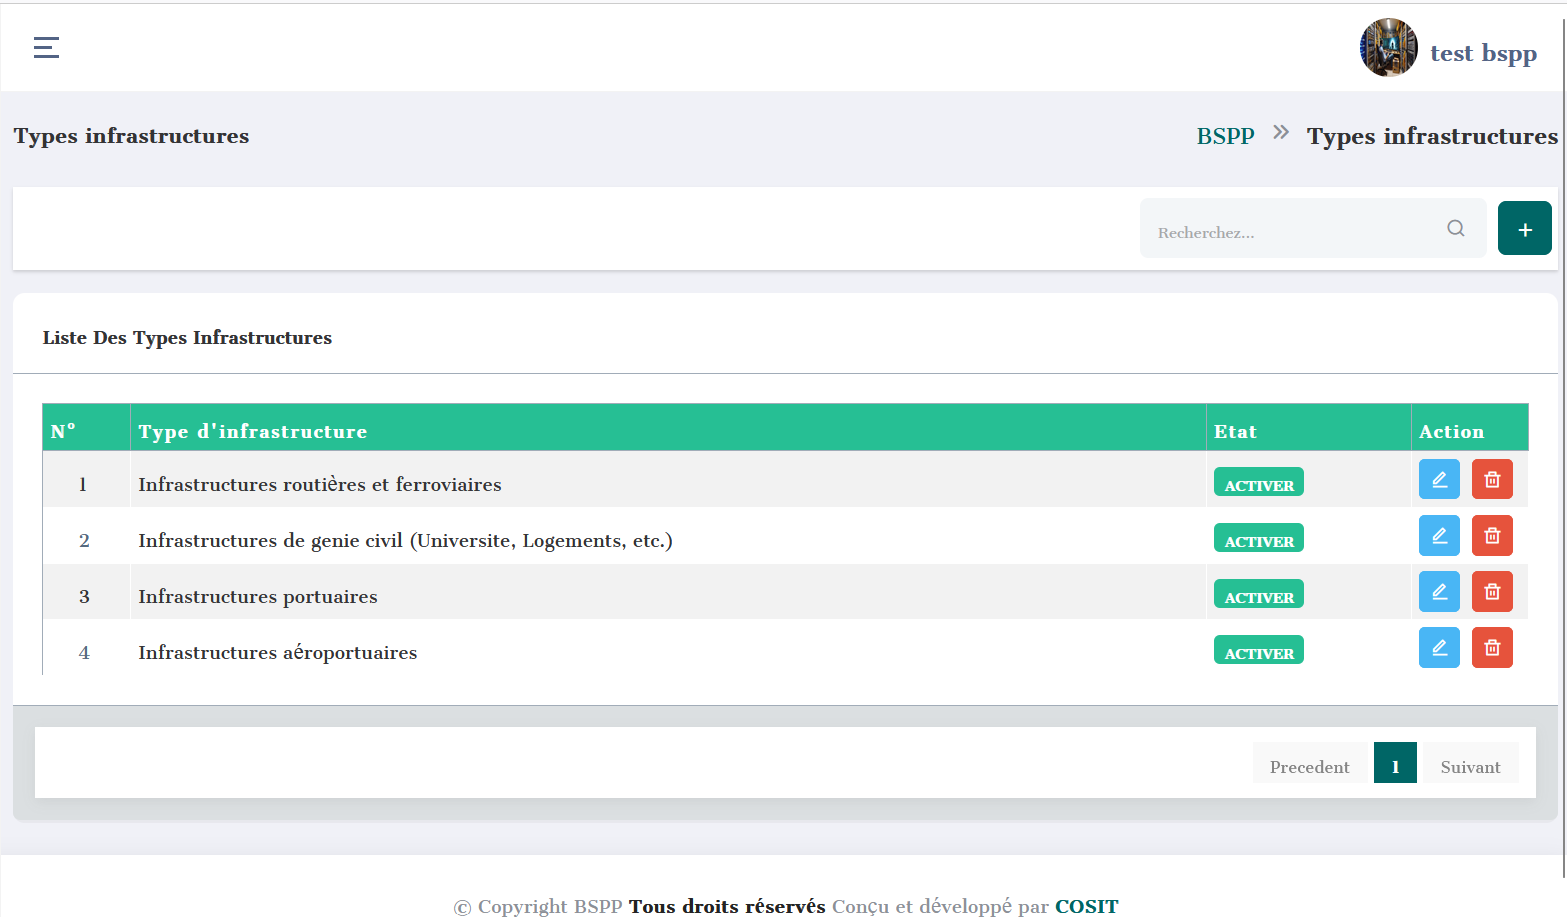 test bspp
Types infrastructures
BSPP » Types infrastructures
Recherchez...
+
Liste Des Types Infrastructures
N° Type d'infrastructure Etat Action
1 Infrastructures routières et ferroviaires ACTIVER
2 Infrastructures de genie civil (Universite, Logements, etc.) ACTIVER
3 Infrastructures portuaires ACTIVER
4 Infrastructures aéroportuaires ACTIVER
Precedent 1 Suivant
© Copyright BSPP Tous droits réservés Conçu et développé par COSIT